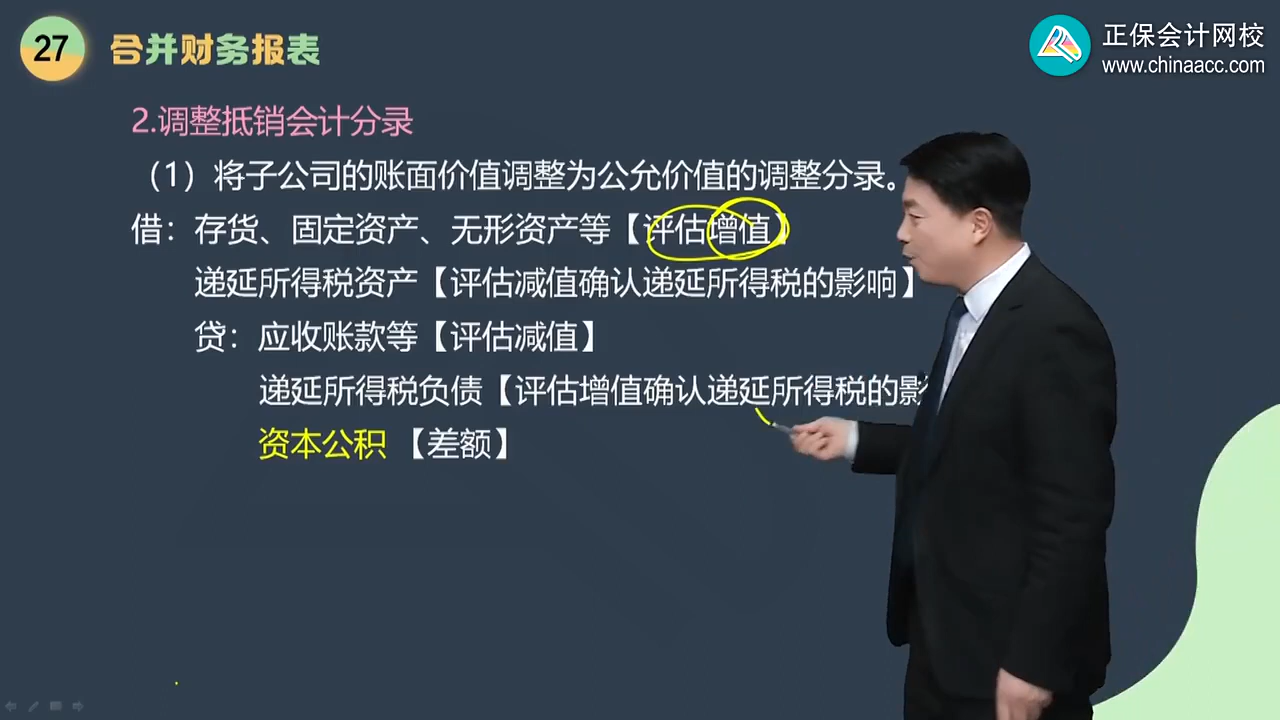 27 合并财务报表
正保会计网校
www.chinaacc.com
2.调整抵销会计分录
（1）将子公司的账面价值调整为公允价值的调整分录。
借：存货、固定资产、无形资产等【评估增值】
递延所得税资产【评估减值确认递延所得税的影响】
贷：应收账款等【评估减值】
递延所得税负债【评估增值确认递延所得税的
资本公积 【差额】